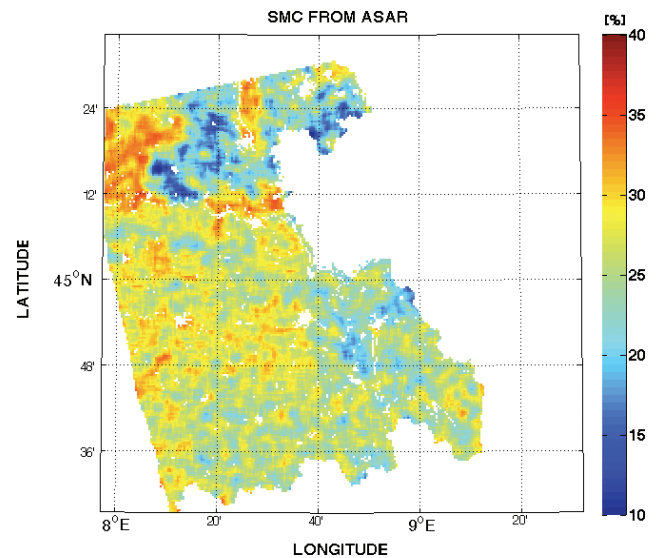 SMC FROM ASAR
[%]
40
35
30
25
20
15
10
LATITUDE
24'
12'
45°N
48'
36'
8°E
20'
40'
9°E
20'
LONGITUDE